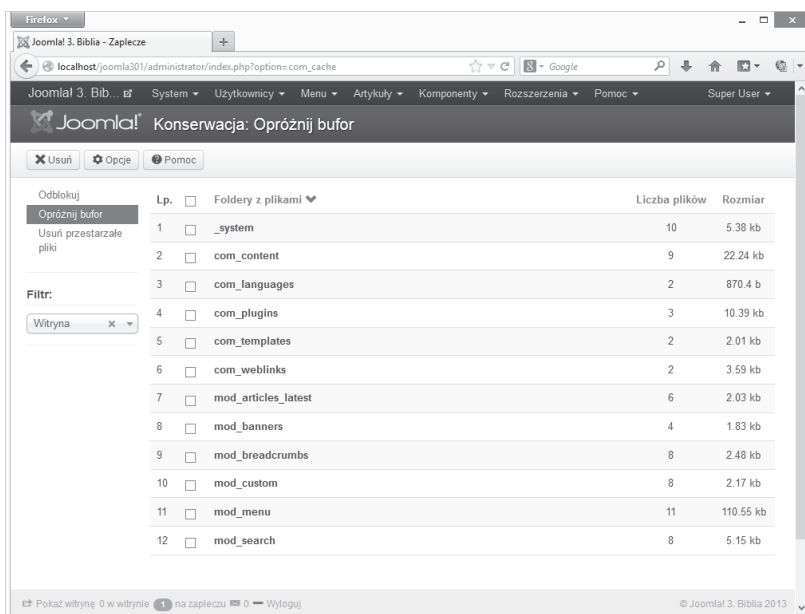 Firefox
Joomla! 3. Biblia - Zaplecze
localhost/joomla301/administrator/index.php?option=com_cache
Google
Joomla! 3. Bib... System Użytkownicy Menu Artykuły Komponenty Rozszerzenia Pomoc Super User
Joomla! Konserwacja: Opróżnij bufor
Usuń Opcje Pomoc
Odblokuj
Opróżnij bufor
Usuń przestarzałe
pliki
Filtr:
Witryna
Lp. Foldery z plikami Liczba plików Rozmiar
1 _system 10 5.38 kb
2 com_content 9 22.24 kb
3 com_languages 2 870.4 b
4 com_plugins 3 10.39 kb
5 com_templates 2 2.01 kb
6 com_weblinks 2 3.59 kb
7 mod_articles_latest 6 2.03 kb
8 mod_banners 4 1.83 kb
9 mod_breadcrumbs 8 2.48 kb
10 mod_custom 8 2.17 kb
11 mod_menu 11 110.55 kb
12 mod_search 8 5.15 kb
Pokaż witrynę 0 w witrynie 1 na zapleczu 0 Wyloguj © Joomla! 3. Biblia 2013